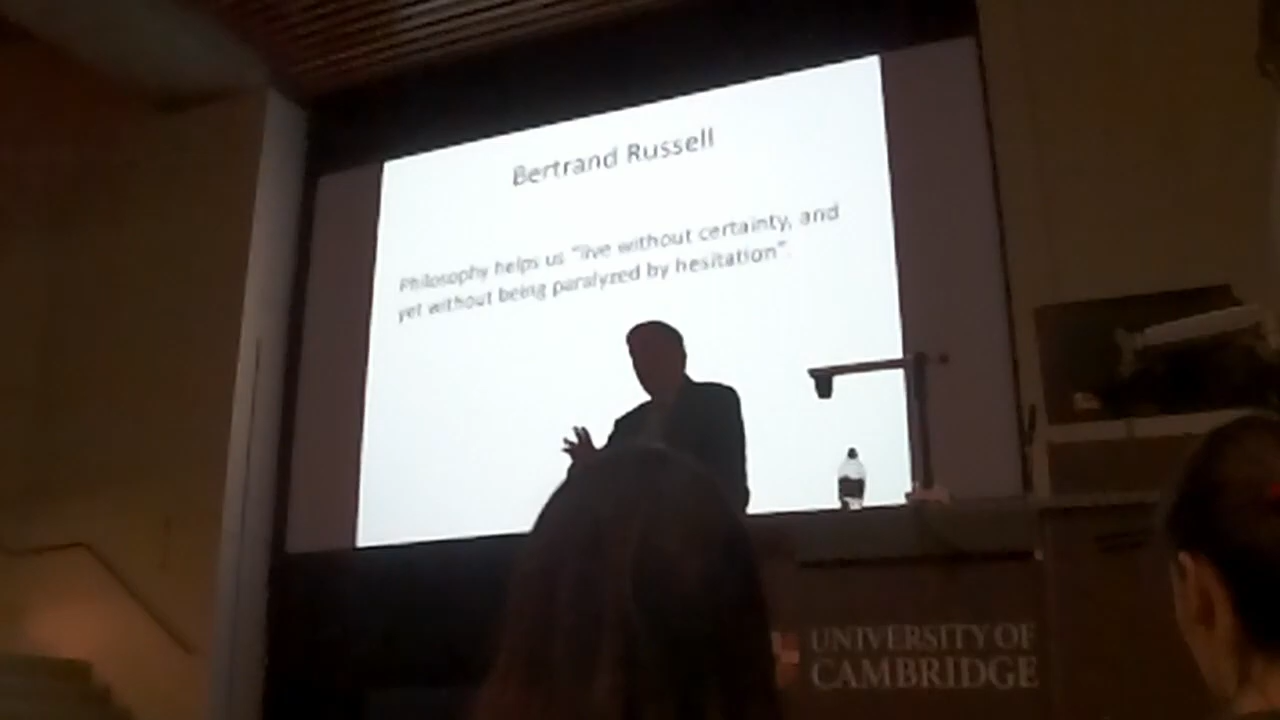 Bertrand Russell
Philosophy helps us "live without certainty, and
yet without being paralyzed by hesitation".
UNIVERSITY OF
CAMBRIDGE